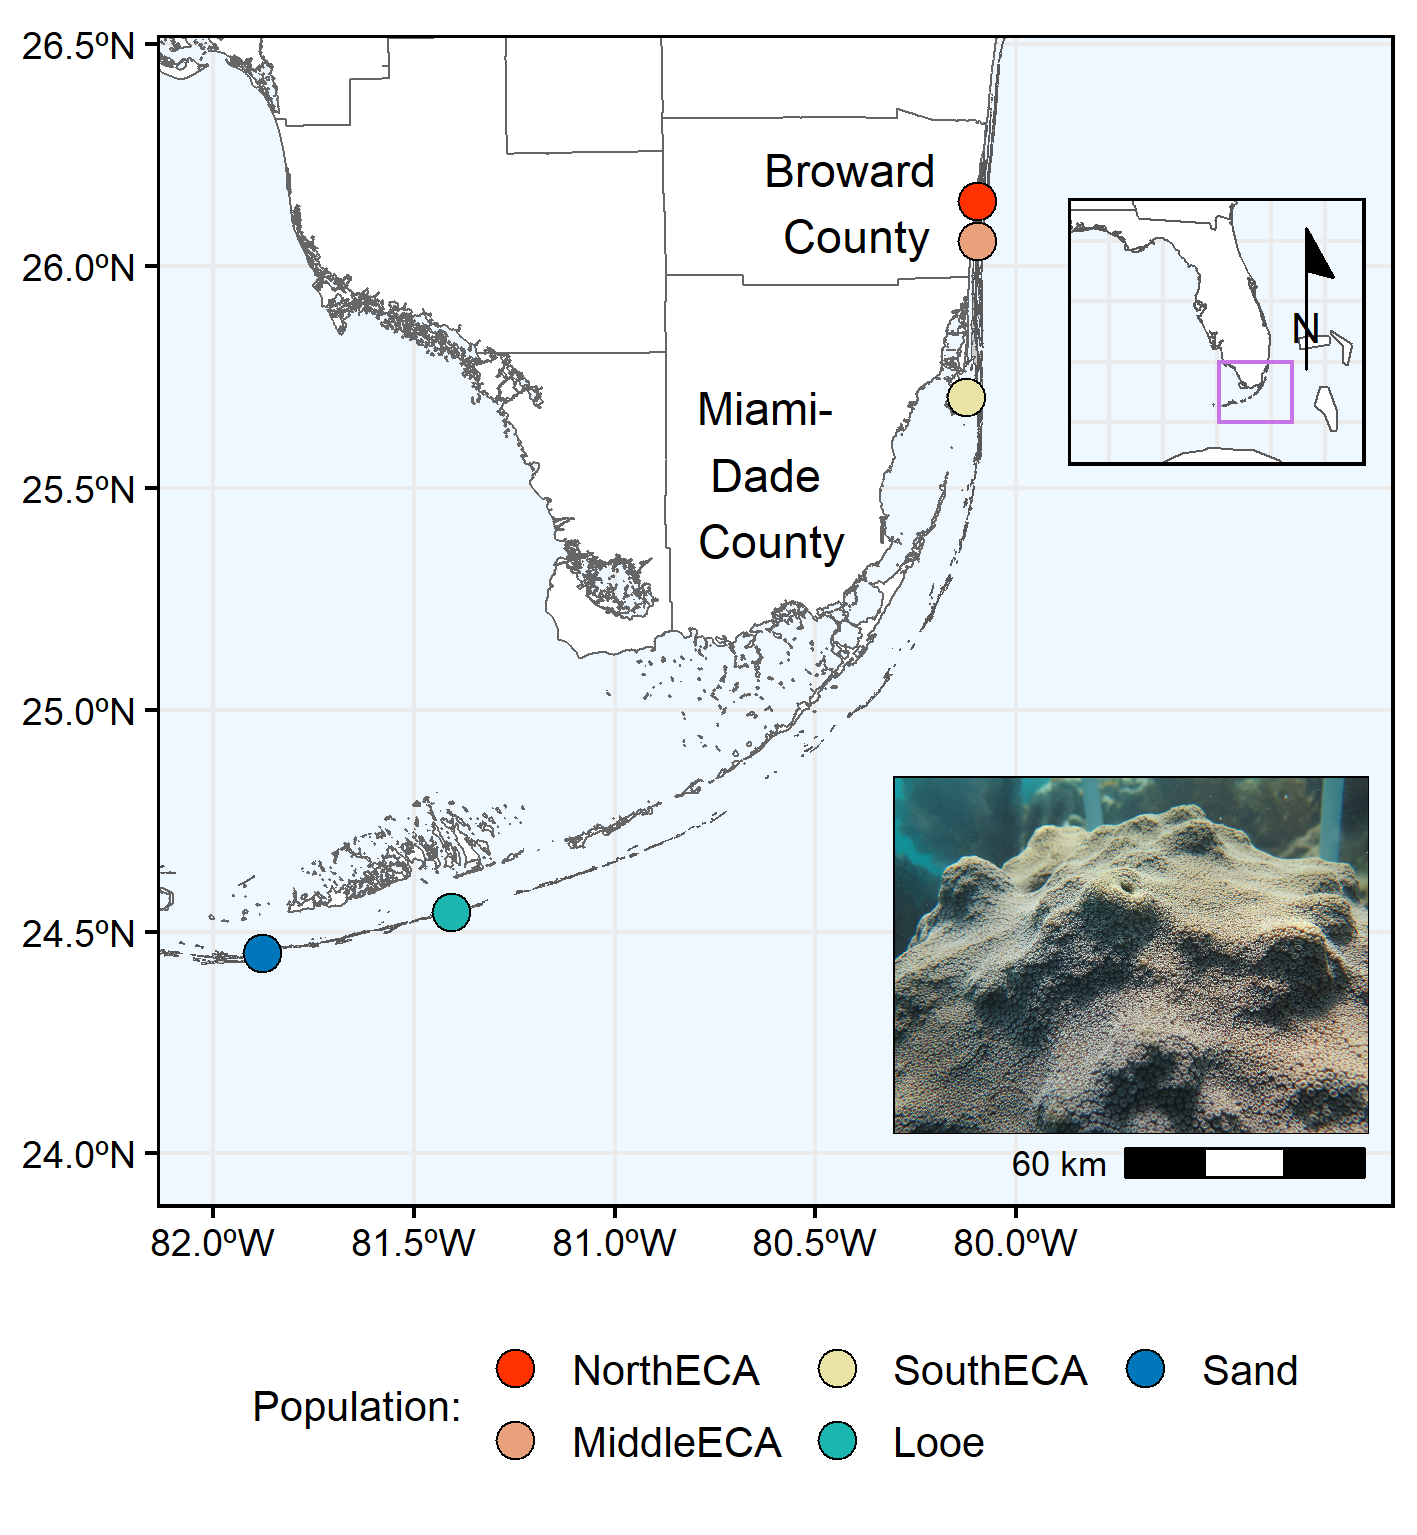 26.5ºN
26.0ºN
25.5ºN
25.0ºN
24.5ºN
24.0ºN
Broward
County
Miami-
Dade
County
N
60 km
82.0ºW 81.5ºW 81.0ºW 80.5ºW 80.0ºW
Population:
NorthECA SouthECA Sand
MiddleECA Looe